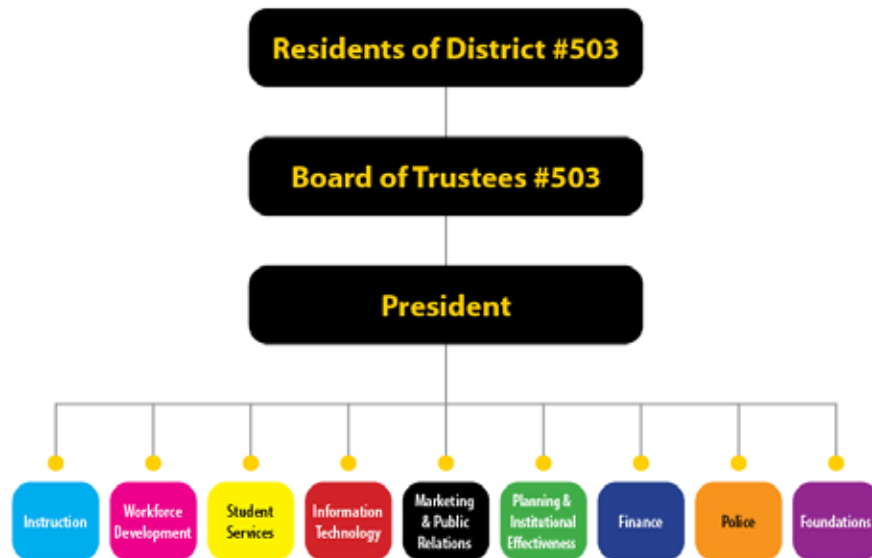 Residents of District #503
Board of Trustees #503
President
Instruction
Workforce
Development
Student
Services
Information
Technology
Marketing
& Public
Relations
Planning &
Institutional
Effectiveness
Finance
Police
Foundations